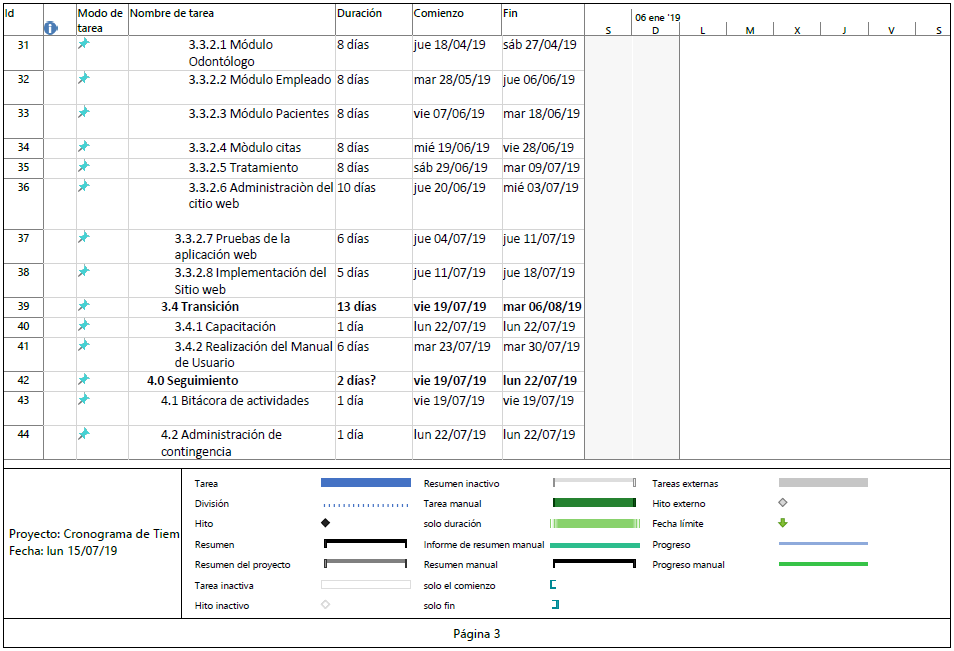 Id Modo de tarea Nombre de tarea Duración Comienzo Fin 06 ene '19
S D L M X J V S
31 3.3.2.1 Módulo 8 días jue 18/04/19 sáb 27/04/19
Odontólogo
32 3.3.2.2 Módulo Empleado 8 días mar 28/05/19 jue 06/06/19
33 3.3.2.3 Módulo Pacientes 8 días vie 07/06/19 mar 18/06/19
34 3.3.2.4 Mòdulo citas 8 días mié 19/06/19 vie 28/06/19
35 3.3.2.5 Tratamiento 8 días sáb 29/06/19 mar 09/07/19
36 3.3.2.6 Administraciòn del 10 días jue 20/06/19 mié 03/07/19
citio web
37 3.3.2.7 Pruebas de la 6 días jue 04/07/19 jue 11/07/19
aplicación web
38 3.3.2.8 Implementación del 5 días jue 11/07/19 jue 18/07/19
Sitio web
39 3.4 Transición 13 días vie 19/07/19 mar 06/08/19
40 3.4.1 Capacitación 1 día lun 22/07/19 lun 22/07/19
41 3.4.2 Realización del Manual 6 días mar 23/07/19 mar 30/07/19
de Usuario
42 4.0 Seguimiento 2 días? vie 19/07/19 lun 22/07/19
43 4.1 Bitácora de actividades 1 día vie 19/07/19 vie 19/07/19
44 4.2 Administración de 1 día lun 22/07/19 lun 22/07/19
contingencia
Proyecto: Cronograma de Tiem
Fecha: lun 15/07/19
Tarea Resumen inactivo Tareas externas
División Tarea manual Hito externo
Hito solo duración Fecha límite
Resumen Informe de resumen manual Progreso
Resumen del proyecto Resumen manual Progreso manual
Tarea inactiva solo el comienzo
Hito inactivo solo fin
Página 3